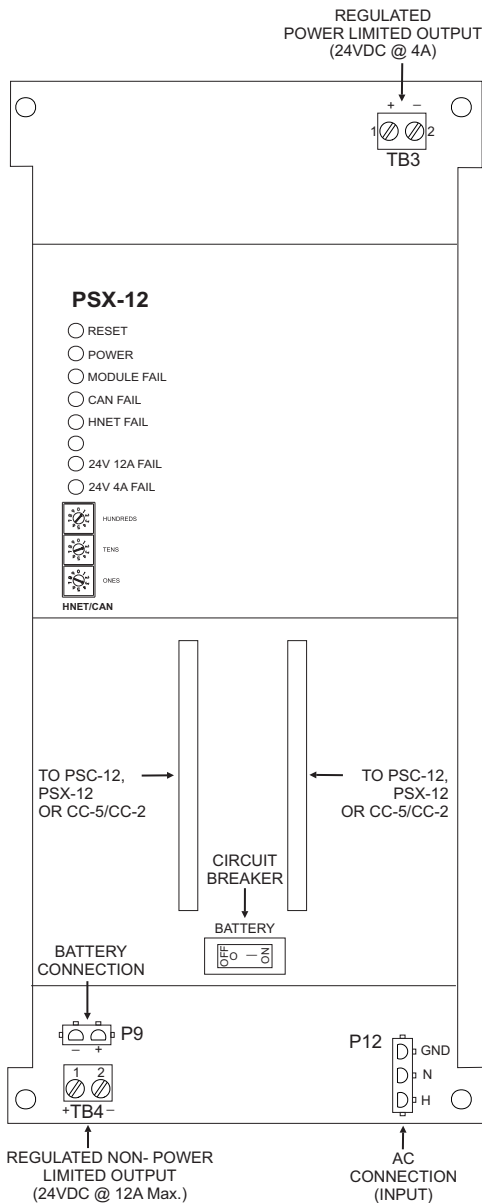 REGULATED
POWER LIMITED OUTPUT
(24VDC @ 4A)
+ –
1 2
TB3
PSX-12
RESET
POWER
MODULE FAIL
CAN FAIL
HNET FAIL
24V 12A FAIL
24V 4A FAIL
HUNDREDS
TENS
ONES
HNET/CAN
TO PSC-12,
PSX-12
OR CC-5/CC-2
TO PSC-12,
PSX-12
OR CC-5/CC-2
CIRCUIT
BREAKER
BATTERY
OFF O — ON
BATTERY
CONNECTION
P9
– +
1 2
+TB4–
REGULATED NON- POWER
LIMITED OUTPUT
(24VDC @ 12A Max.)
P12
GND
N
H
AC
CONNECTION
(INPUT)